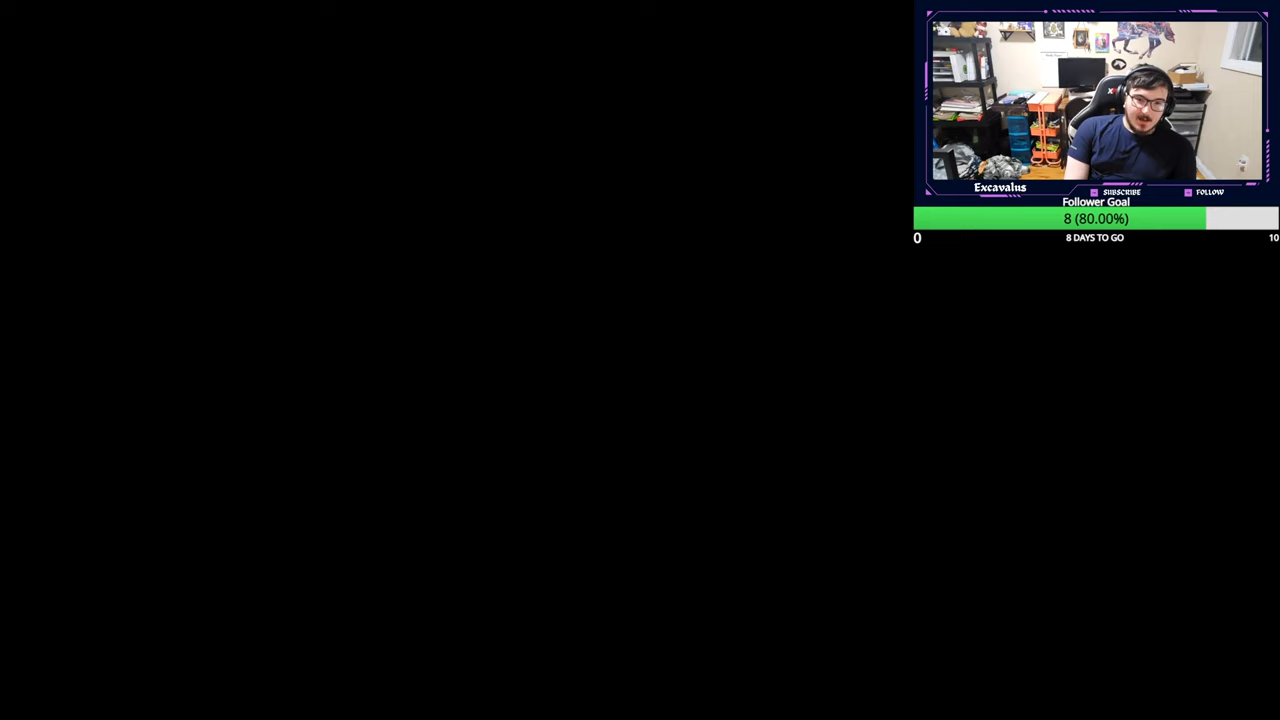 Excavalus
SUBSCRIBE
FOLLOW
Follower Goal
8 (80.00%)
0
8 DAYS TO GO
10